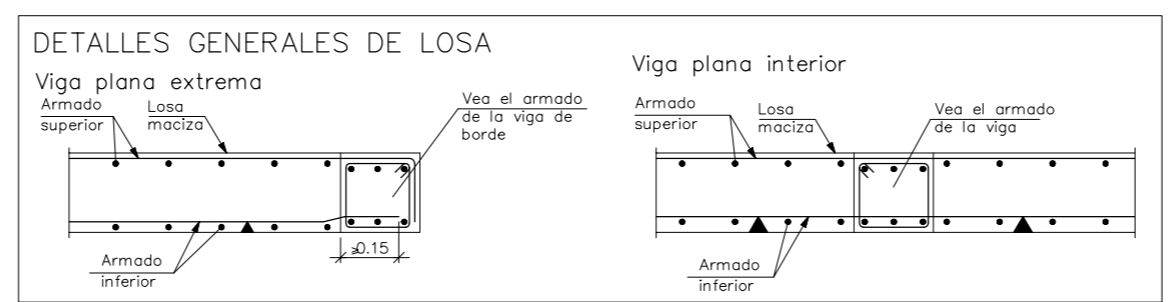 DETALLES GENERALES DE LOSA
Viga plana extrema
Armado
superior
Losa
maciza
Vea el armado
de la viga de
borde
Armado
inferior
≥0.15
Viga plana interior
Armado
superior
Losa
maciza
Vea el armado
de la viga
Armado
inferior